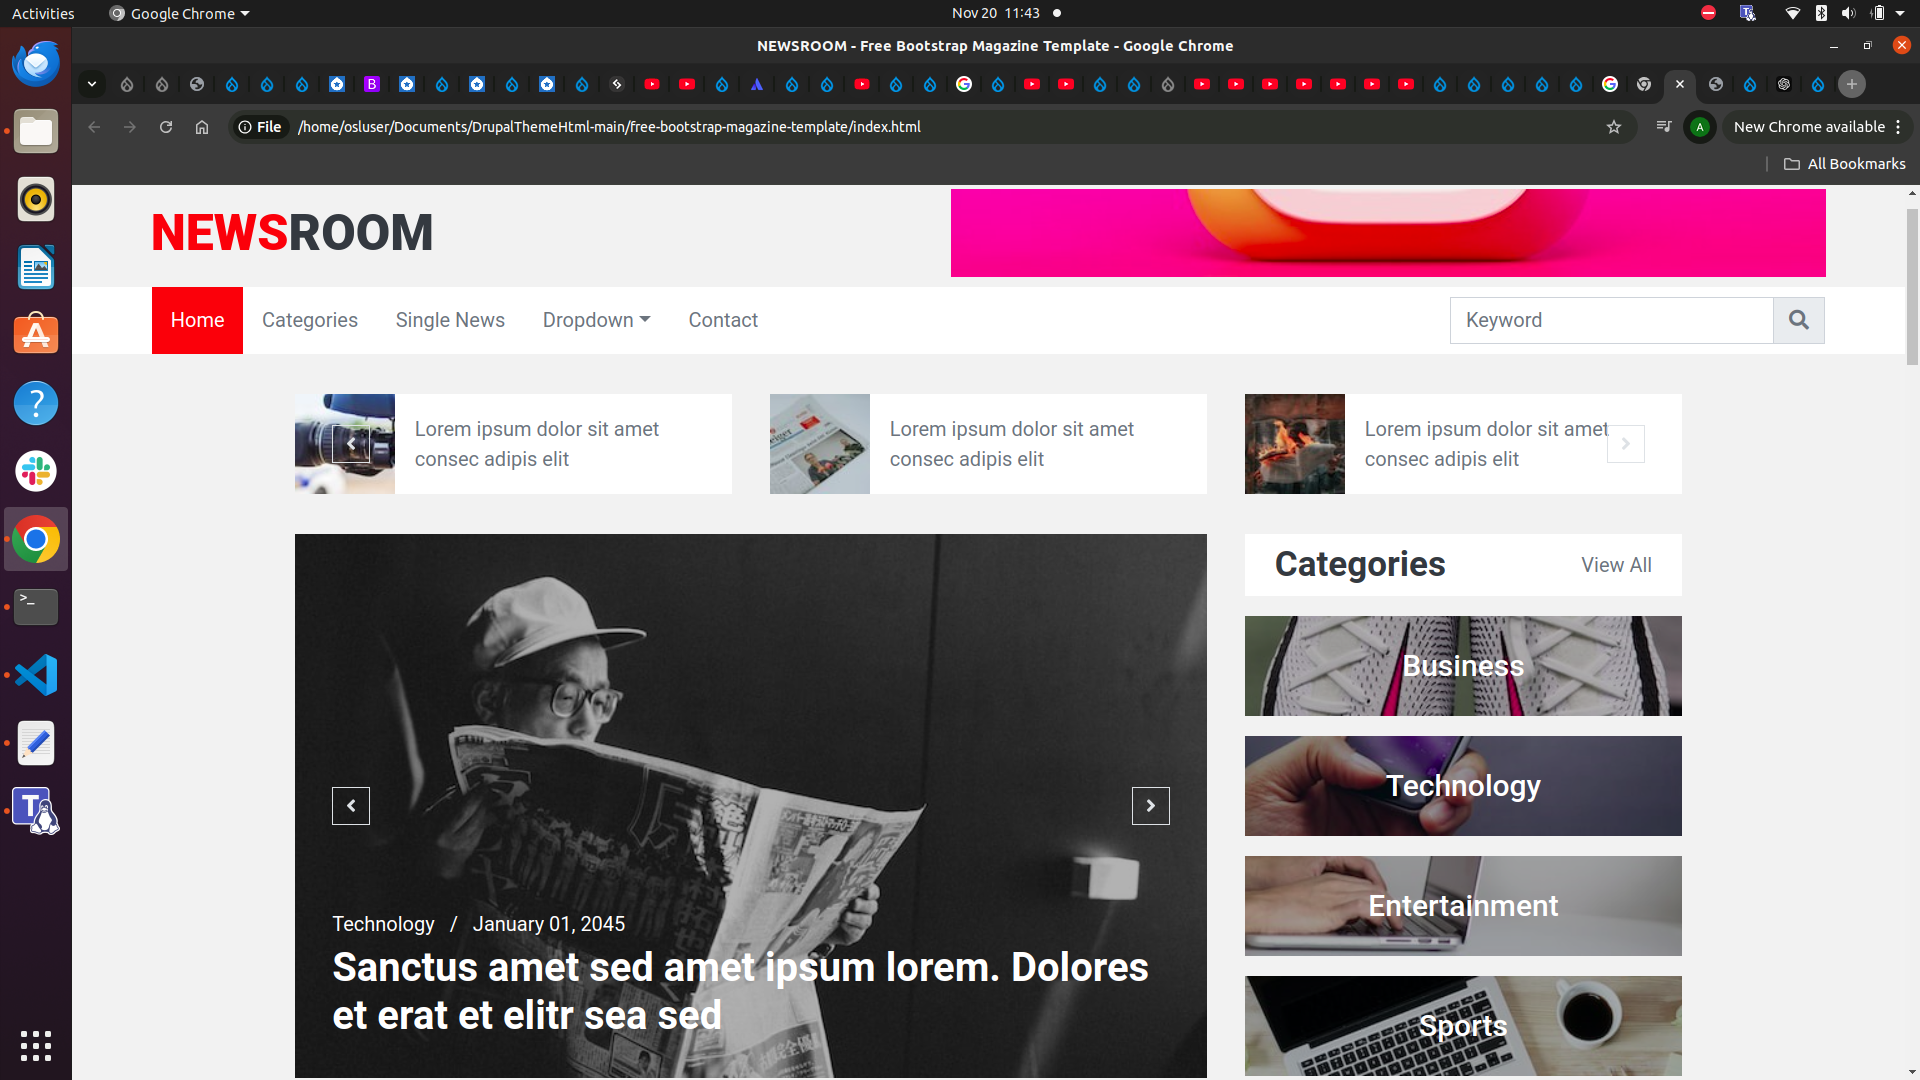 Activities
Google Chrome
Nov 20 11:43
NEWSROOM - Free Bootstrap Magazine Template - Google Chrome
File
/home/osluser/Documents/DrupalThemeHtml-main/free-bootstrap-magazine-template/index.html
A
New Chrome available
All Bookmarks
NEWSROOM
Home
Categories
Single News
Dropdown
Contact
Keyword
Lorem ipsum dolor sit amet
consec adipis elit
Lorem ipsum dolor sit amet
consec adipis elit
Lorem ipsum dolor sit amet
consec adipis elit
Technology / January 01, 2045
Sanctus amet sed amet ipsum lorem. Dolores
et erat et elitr sea sed
Categories
View All
Business
Technology
Entertainment
Sports